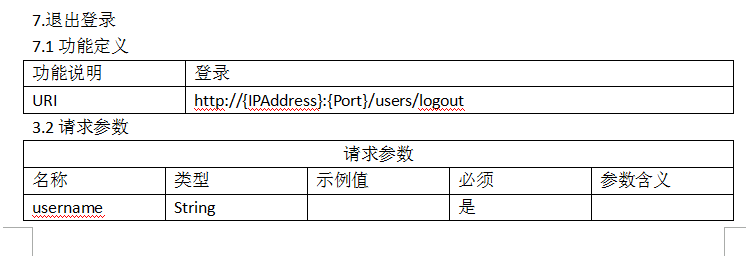 7.退出登录
7.1 功能定义
功能说明 登录
URI http://{IPAddress}:{Port}/users/logout
3.2 请求参数
请求参数
名称 类型 示例值 必须 参数含义
username String 是